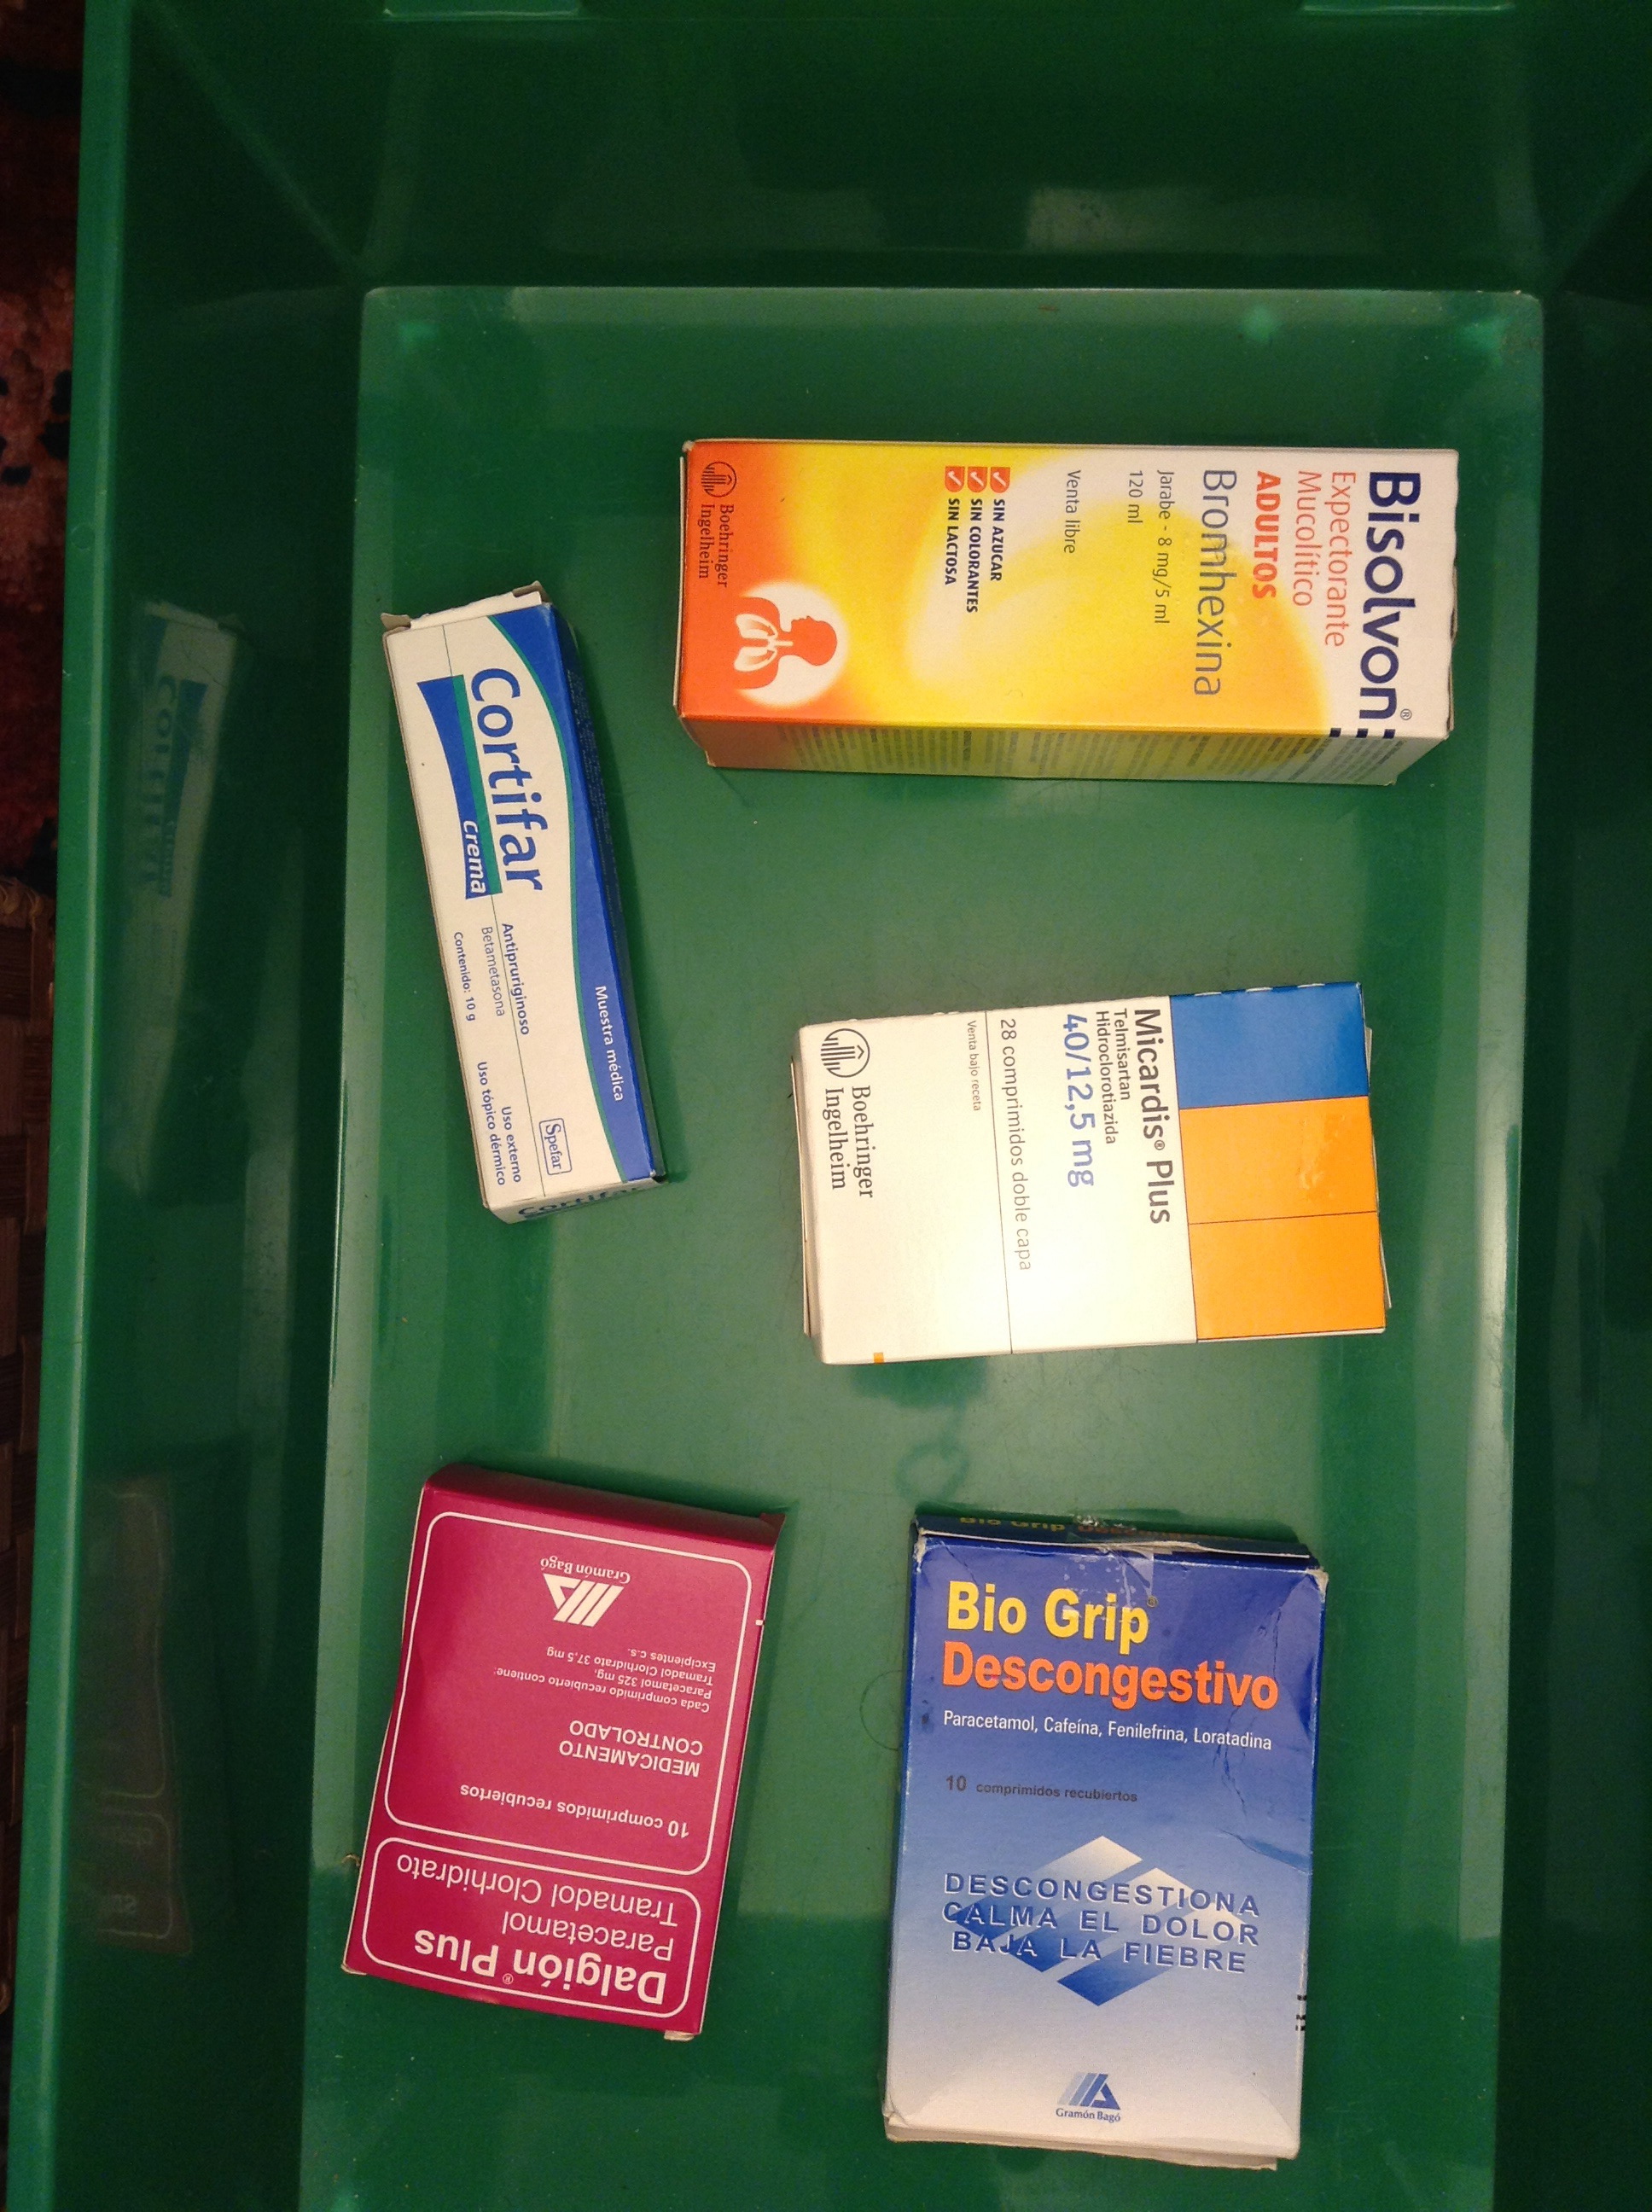 Bisolvon®
Expectorante
Mucolítico
ADULTOS
Bromhexina
Jarabe - 8 mg/5 ml
120 ml
Venta libre
SIN AZUCAR
SIN COLORANTES
SIN LACTOSA
Boehringer
Ingelheim
Cortifar
Crema
Antipruriginoso
Betametasona
Contenido: 10 g
Muestra médica
Uso externo
Uso tópico dérmico
Spefar
Cortifar
Micardis® Plus
Telmisartan
Hidroclorotiazida
40/12,5 mg
28 comprimidos doble capa
Venta bajo receta
Boehringer
Ingelheim
Dalgión® Plus
Paracetamol
Tramadol Clorhidrato
10 comprimidos recubiertos
MEDICAMENTO
CONTROLADO
Cada comprimido recubierto contiene:
Paracetamol 325 mg.
Tramadol Clorhidrato 37,5 mg
Excipientes c.s.
Gramón Bagó
Bio Grip Descongestivo
Bio Grip®
Descongestivo
Paracetamol, Cafeína, Fenilefrina, Loratadina
10 comprimidos recubiertos
DESCONGESTIONA
CALMA EL DOLOR
BAJA LA FIEBRE
Gramón Bagó